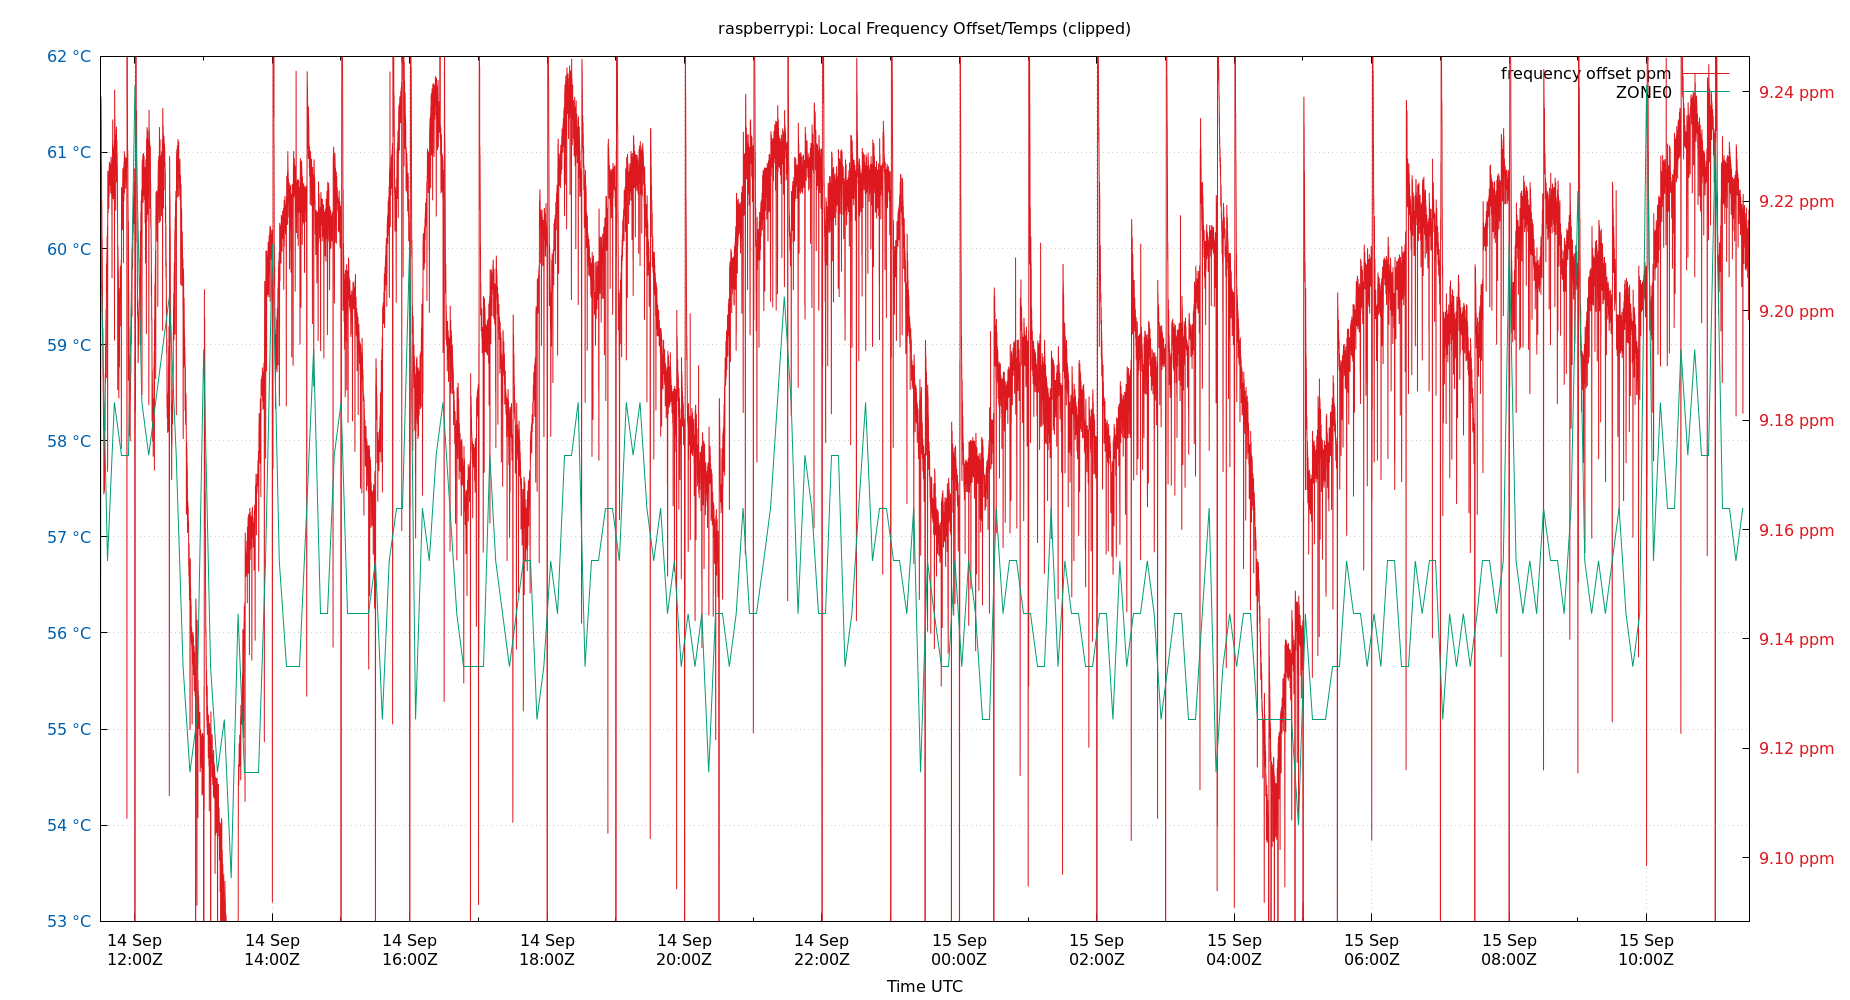 raspberrypi: Local Frequency Offset/Temps (clipped)
62 °C
61 °C
60 °C
59 °C
58 °C
57 °C
56 °C
55 °C
54 °C
53 °C
frequency offset ppm
ZONE0
9.24 ppm
9.22 ppm
9.20 ppm
9.18 ppm
9.16 ppm
9.14 ppm
9.12 ppm
9.10 ppm
14 Sep 14 Sep 14 Sep 14 Sep 14 Sep 14 Sep 15 Sep 15 Sep 15 Sep 15 Sep 15 Sep 15 Sep
12:00Z 14:00Z 16:00Z 18:00Z 20:00Z 22:00Z 00:00Z 02:00Z 04:00Z 06:00Z 08:00Z 10:00Z
Time UTC